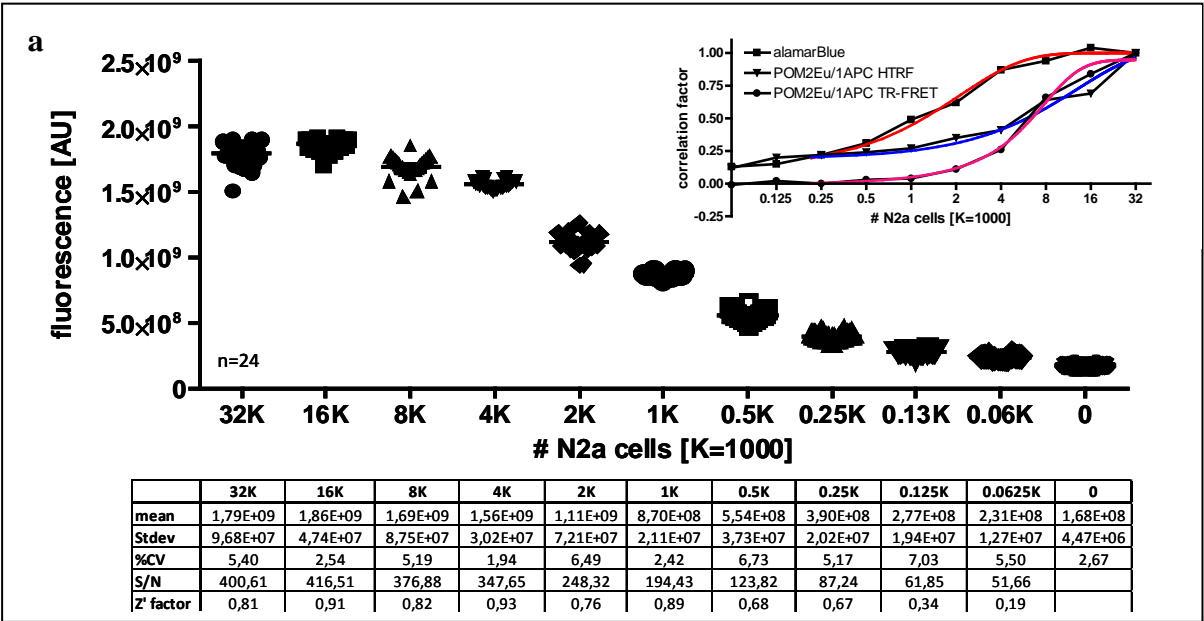 a
2.5×10⁹
2.0×10⁹
1.5×10⁹
1.0×10⁹
5.0×10⁸
0
fluorescence [AU]
n=24
32K 16K 8K 4K 2K 1K 0.5K 0.25K 0.13K 0.06K 0
# N2a cells [K=1000]
alamarBlue
POM2Eu/1APC HTRF
POM2Eu/1APC TR-FRET
1.00
0.75
0.50
0.25
0.00
-0.25
correlation factor
0.125 0.25 0.5 1 2 4 8 16 32
# N2a cells [K=1000]
32K 16K 8K 4K 2K 1K 0.5K 0.25K 0.125K 0.0625K 0
mean 1,79E+09 1,86E+09 1,69E+09 1,56E+09 1,11E+09 8,70E+08 5,54E+08 3,90E+08 2,77E+08 2,31E+08 1,68E+08
Stdev 9,68E+07 4,74E+07 8,75E+07 3,02E+07 7,21E+07 2,11E+07 3,73E+07 2,02E+07 1,94E+07 1,27E+07 4,47E+06
%CV 5,40 2,54 5,19 1,94 6,49 2,42 6,73 5,17 7,03 5,50 2,67
S/N 400,61 416,51 376,88 347,65 248,32 194,43 123,82 87,24 61,85 51,66
Z' factor 0,81 0,91 0,82 0,93 0,76 0,89 0,68 0,67 0,34 0,19